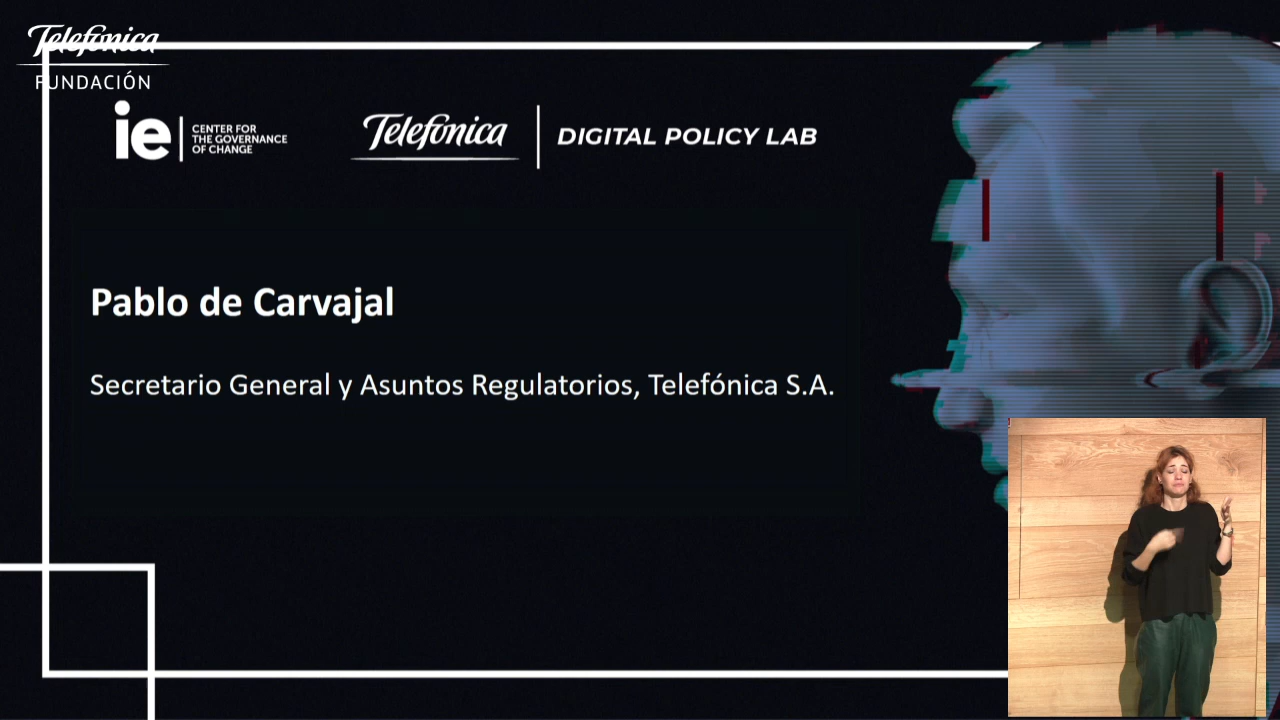 Telefónica
FUNDACIÓN
ie
CENTER FOR
THE GOVERNANCE
OF CHANGE
Telefónica
DIGITAL POLICY LAB
Pablo de Carvajal
Secretario General y Asuntos Regulatorios, Telefónica S.A.